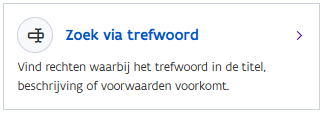 Zoek via trefwoord
Vind rechten waarbij het trefwoord in de titel,
beschrijving of voorwaarden voorkomt.